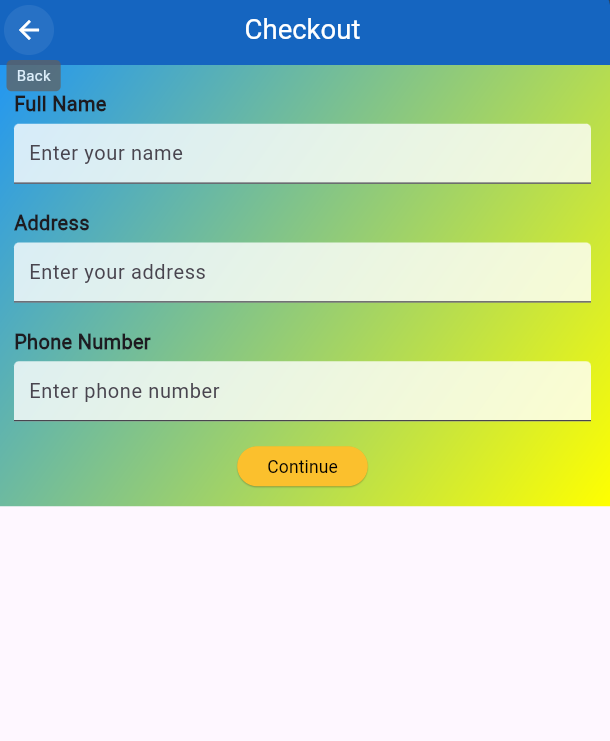 Checkout
Back
Full Name
Enter your name
Address
Enter your address
Phone Number
Enter phone number
Continue